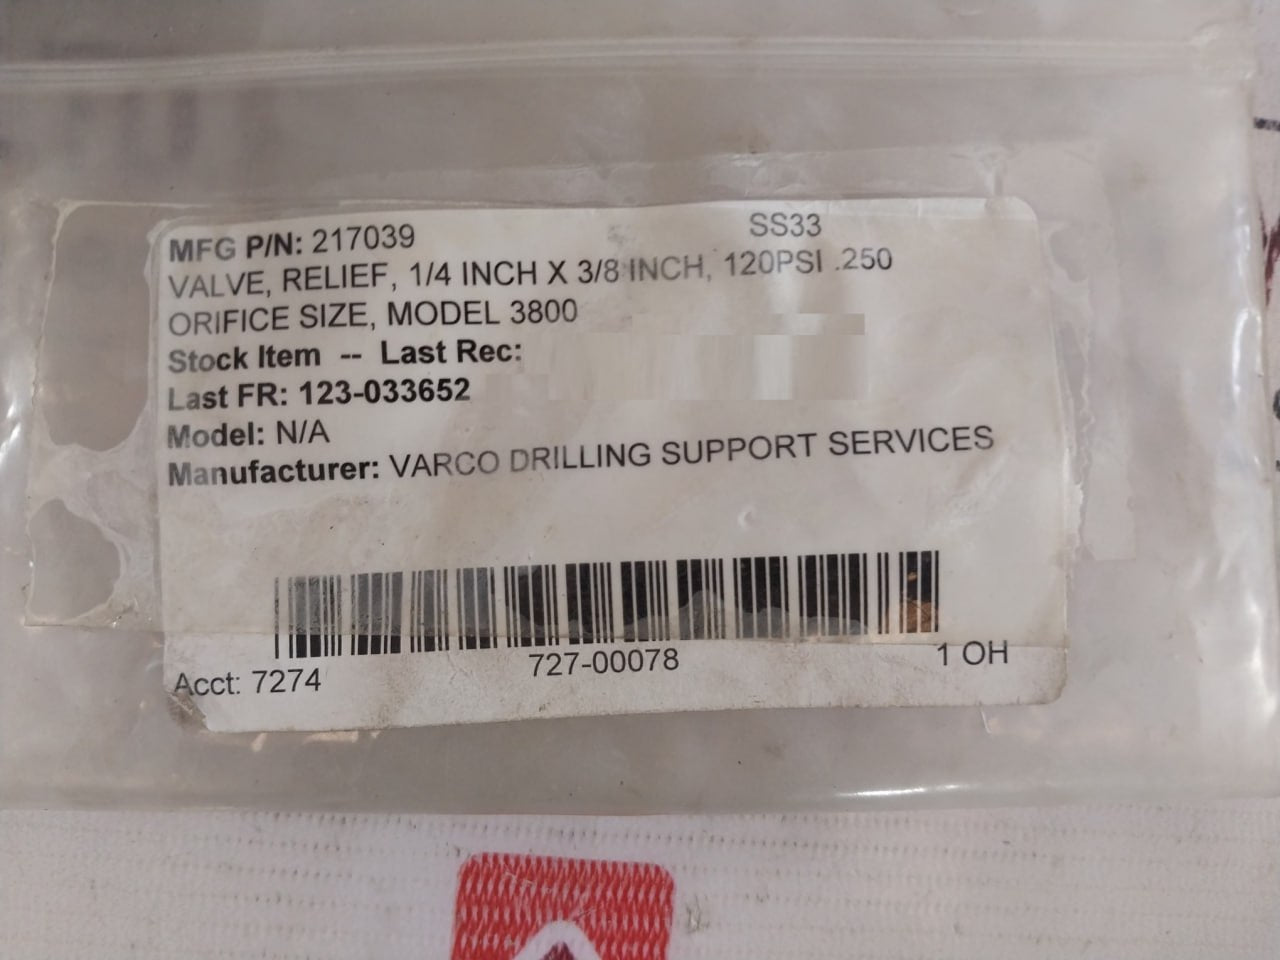 MFG P/N: 217039 SS33
VALVE, RELIEF, 1/4 INCH X 3/8 INCH, 120PSI .250
ORIFICE SIZE, MODEL 3800
Stock Item -- Last Rec:
Last FR: 123-033652
Model: N/A
Manufacturer: VARCO DRILLING SUPPORT SERVICES
Acct: 7274 727-00078 1 OH